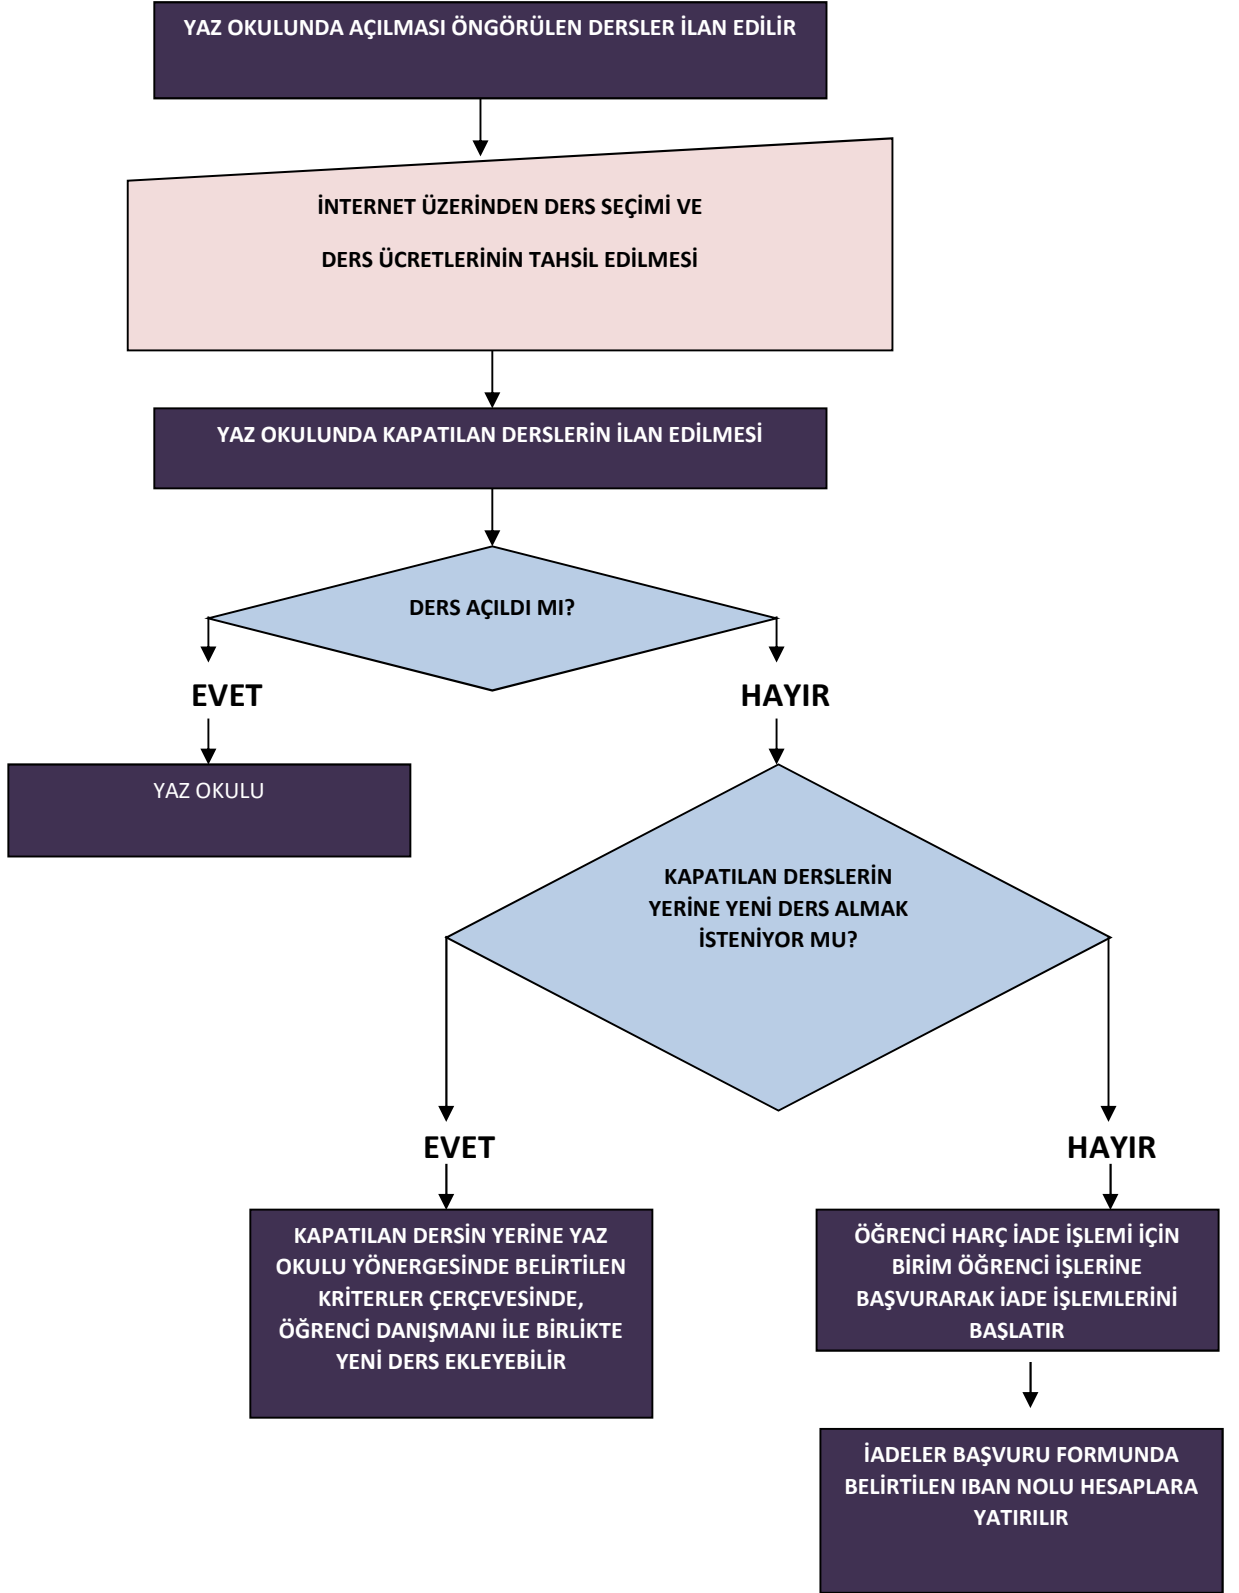 YAZ OKULUNDA AÇILMASI ÖNGÖRÜLEN DERSLER İLAN EDİLİR
İNTERNET ÜZERİNDEN DERS SEÇİMİ VE
DERS ÜCRETLERİNİN TAHSİL EDİLMESİ
YAZ OKULUNDA KAPATILAN DERSLERİN İLAN EDİLMESİ
DERS AÇILDI MI?
EVET
HAYIR
YAZ OKULU
KAPATILAN DERSLERİN
YERİNE YENİ DERS ALMAK
İSTENİYOR MU?
EVET
HAYIR
KAPATILAN DERSİN YERİNE YAZ
OKULU YÖNERGESİNDE BELİRTİLEN
KRİTERLER ÇERÇEVESİNDE,
ÖĞRENCİ DANIŞMANI İLE BİRLİKTE
YENİ DERS EKLEYEBİLİR
ÖĞRENCİ HARÇ İADE İŞLEMİ İÇİN
BİRİM ÖĞRENCİ İŞLERİNE
BAŞVURARAK İADE İŞLEMLERİNİ
BAŞLATIR
İADELER BAŞVURU FORMUNDA
BELİRTİLEN IBAN NOLU HESAPLARA
YATIRILIR